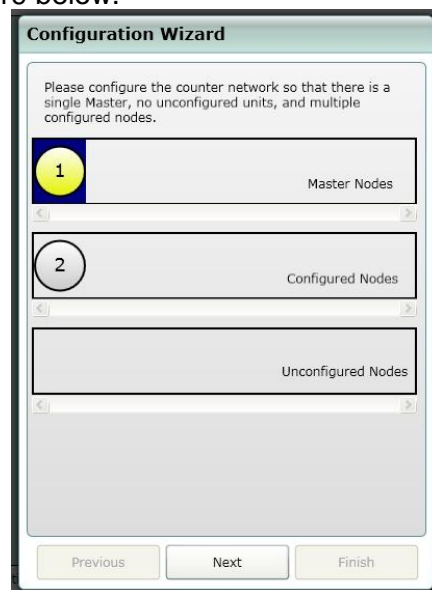 Configuration Wizard
Please configure the counter network so that there is a
single Master, no unconfigured units, and multiple
configured nodes.
1
Master Nodes
2
Configured Nodes
Unconfigured Nodes
Previous Next Finish